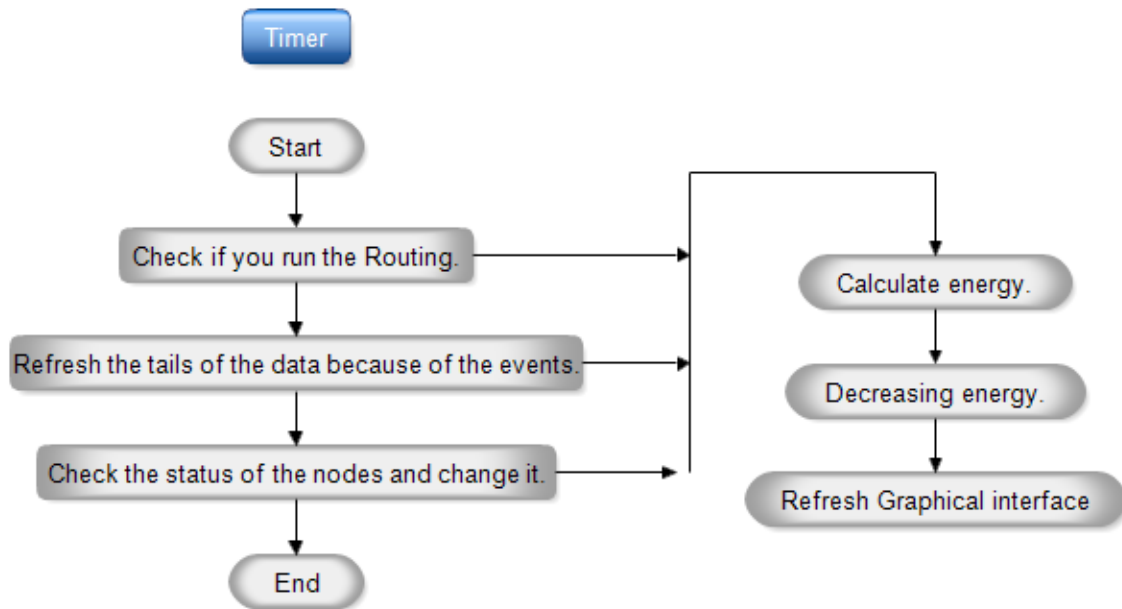 Timer
Start
Check if you run the Routing.
Refresh the tails of the data because of the events.
Check the status of the nodes and change it.
End
Calculate energy.
Decreasing energy.
Refresh Graphical interface